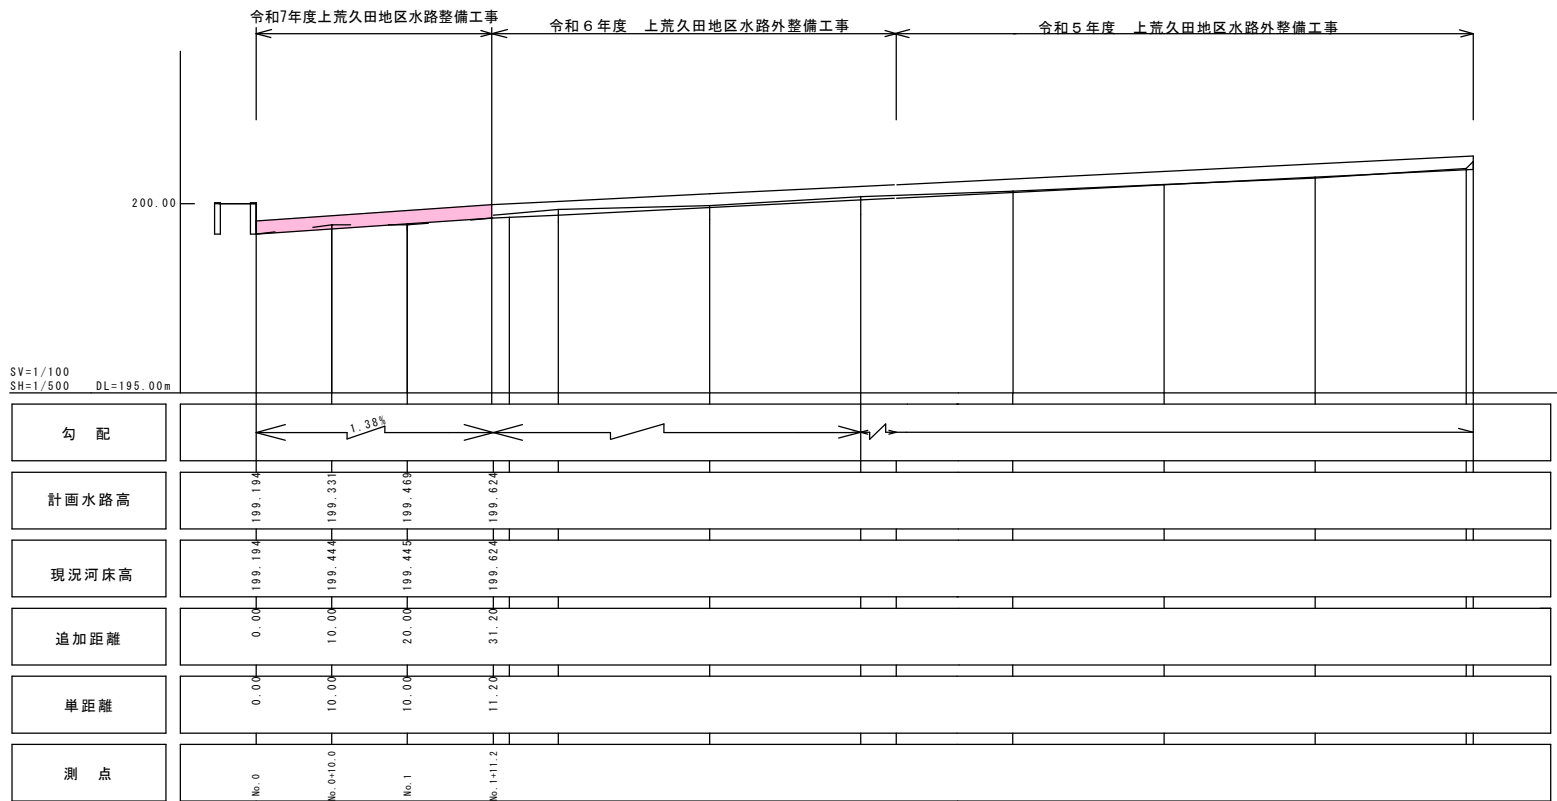 令和7年度上荒久田地区水路整備工事
令和６年度　上荒久田地区水路外整備工事
令和５年度　上荒久田地区水路外整備工事
200.00
SV=1/100
SH=1/500 DL=195.00m
勾 配
1.38%
計画水路高
199.194 199.331 199.469 199.624
現況河床高
199.194 199.444 199.445 199.624
追加距離
0.00 10.00 20.00 31.20
単距離
0.00 10.00 10.00 11.20
測 点
No.0 No.0+10.0 No.1 No.1+11.2